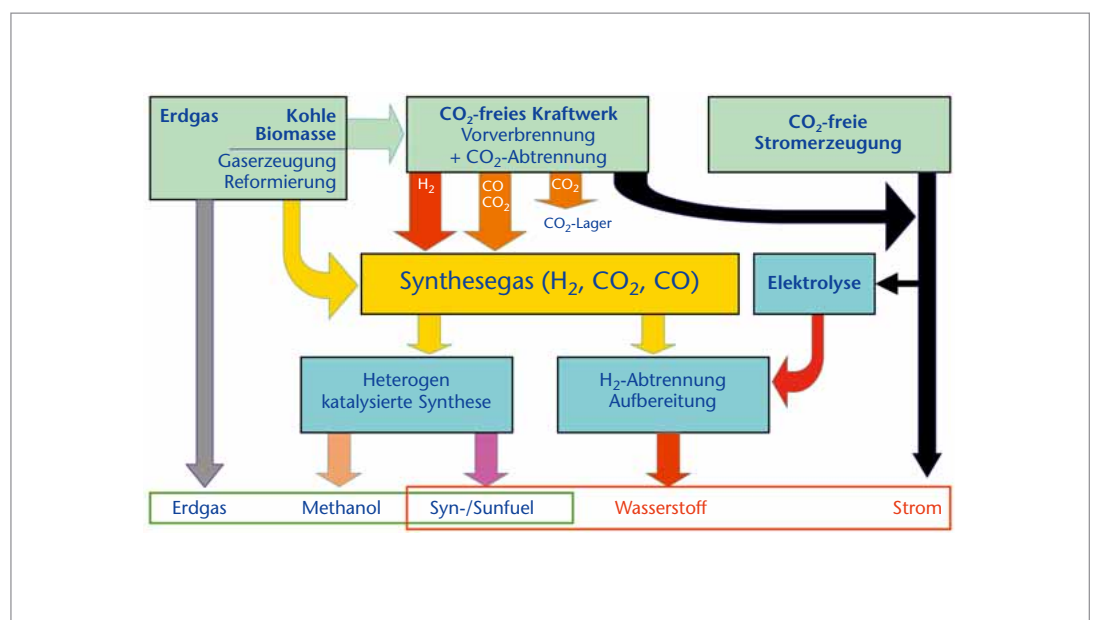 Erdgas
Kohle
Biomasse
Gaserzeugung
Reformierung
CO₂-freies Kraftwerk
Vorverbrennung
+ CO₂-Abtrennung
CO₂-freie
Stromerzeugung
H₂
CO
CO₂
CO₂
CO₂-Lager
Synthesegas (H₂, CO₂, CO)
Elektrolyse
Heterogen
katalysierte Synthese
H₂-Abtrennung
Aufbereitung
Erdgas
Methanol
Syn-/Sunfuel
Wasserstoff
Strom